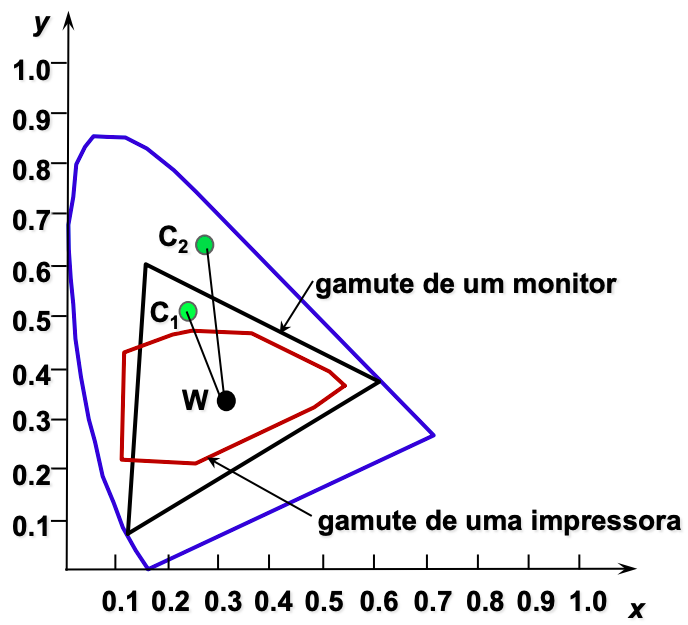 y
1.0
0.9
0.8
0.7
C2
0.6
gamute de um monitor
0.5
C1
0.4
W
0.3
0.2
gamute de uma impressora
0.1
0.1 0.2 0.3 0.4 0.5 0.6 0.7 0.8 0.9 1.0 x